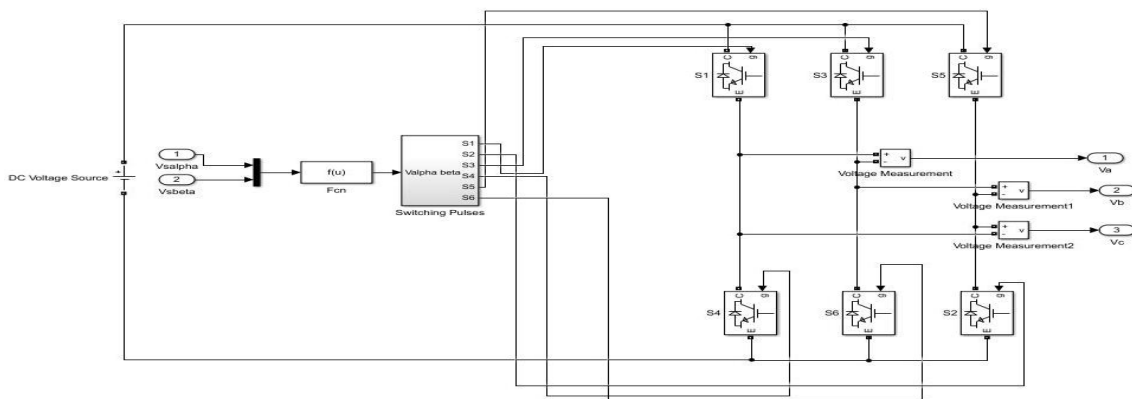 C
g
S1
E
C
g
S3
E
C
g
S5
E
1
Vsalpha
2
Vsbeta
DC Voltage Source
+
f(u)
Fcn
Valpha beta
S1
S2
S3
S4
S5
S6
Switching Pulses
+
-
v
Voltage Measurement
1
Va
+
-
v
Voltage Measurement1
2
Vb
+
-
v
Voltage Measurement2
3
Vc
C
g
S4
E
C
g
S6
E
C
g
S2
E